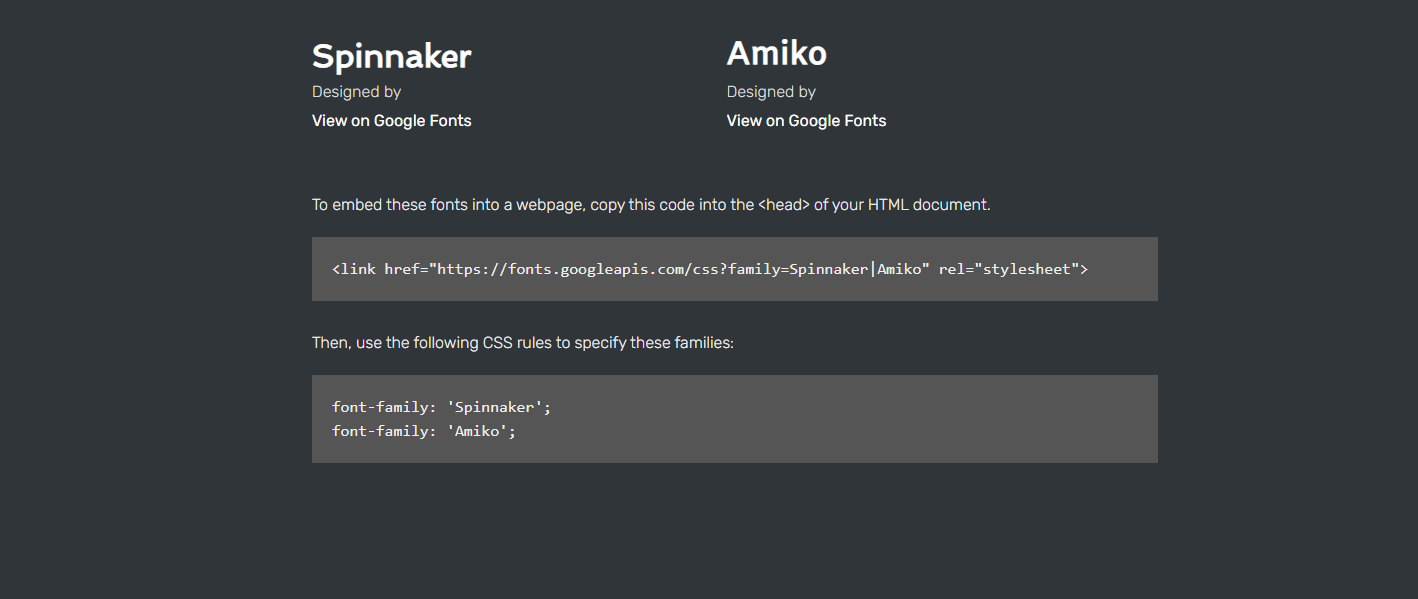 Spinnaker
Designed by
View on Google Fonts
Amiko
Designed by
View on Google Fonts
To embed these fonts into a webpage, copy this code into the <head> of your HTML document.
<link href="https://fonts.googleapis.com/css?family=Spinnaker|Amiko" rel="stylesheet">
Then, use the following CSS rules to specify these families:
font-family: 'Spinnaker';
font-family: 'Amiko';